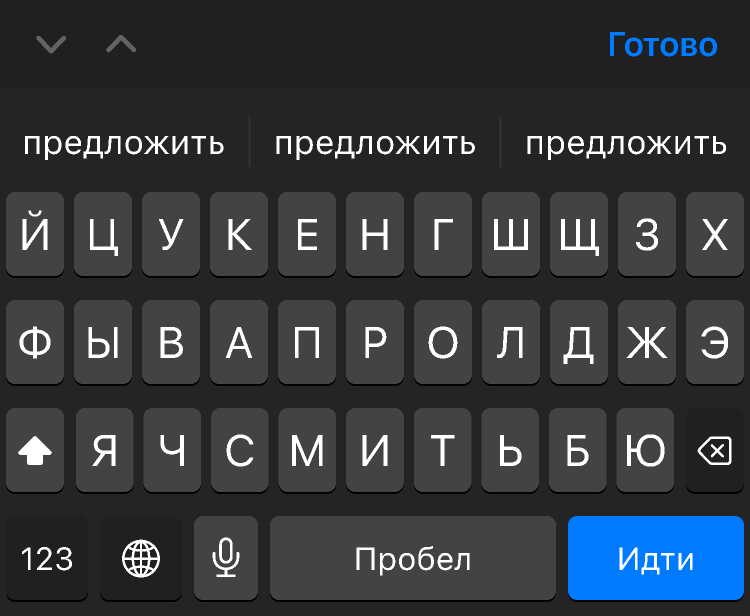 Готово
предложить предложить предложить
Й Ц У К Е Н Г Ш Щ З Х
Ф Ы В А П Р О Л Д Ж Э
Я Ч С М И Т Ь Б Ю
123 Пробел Идти